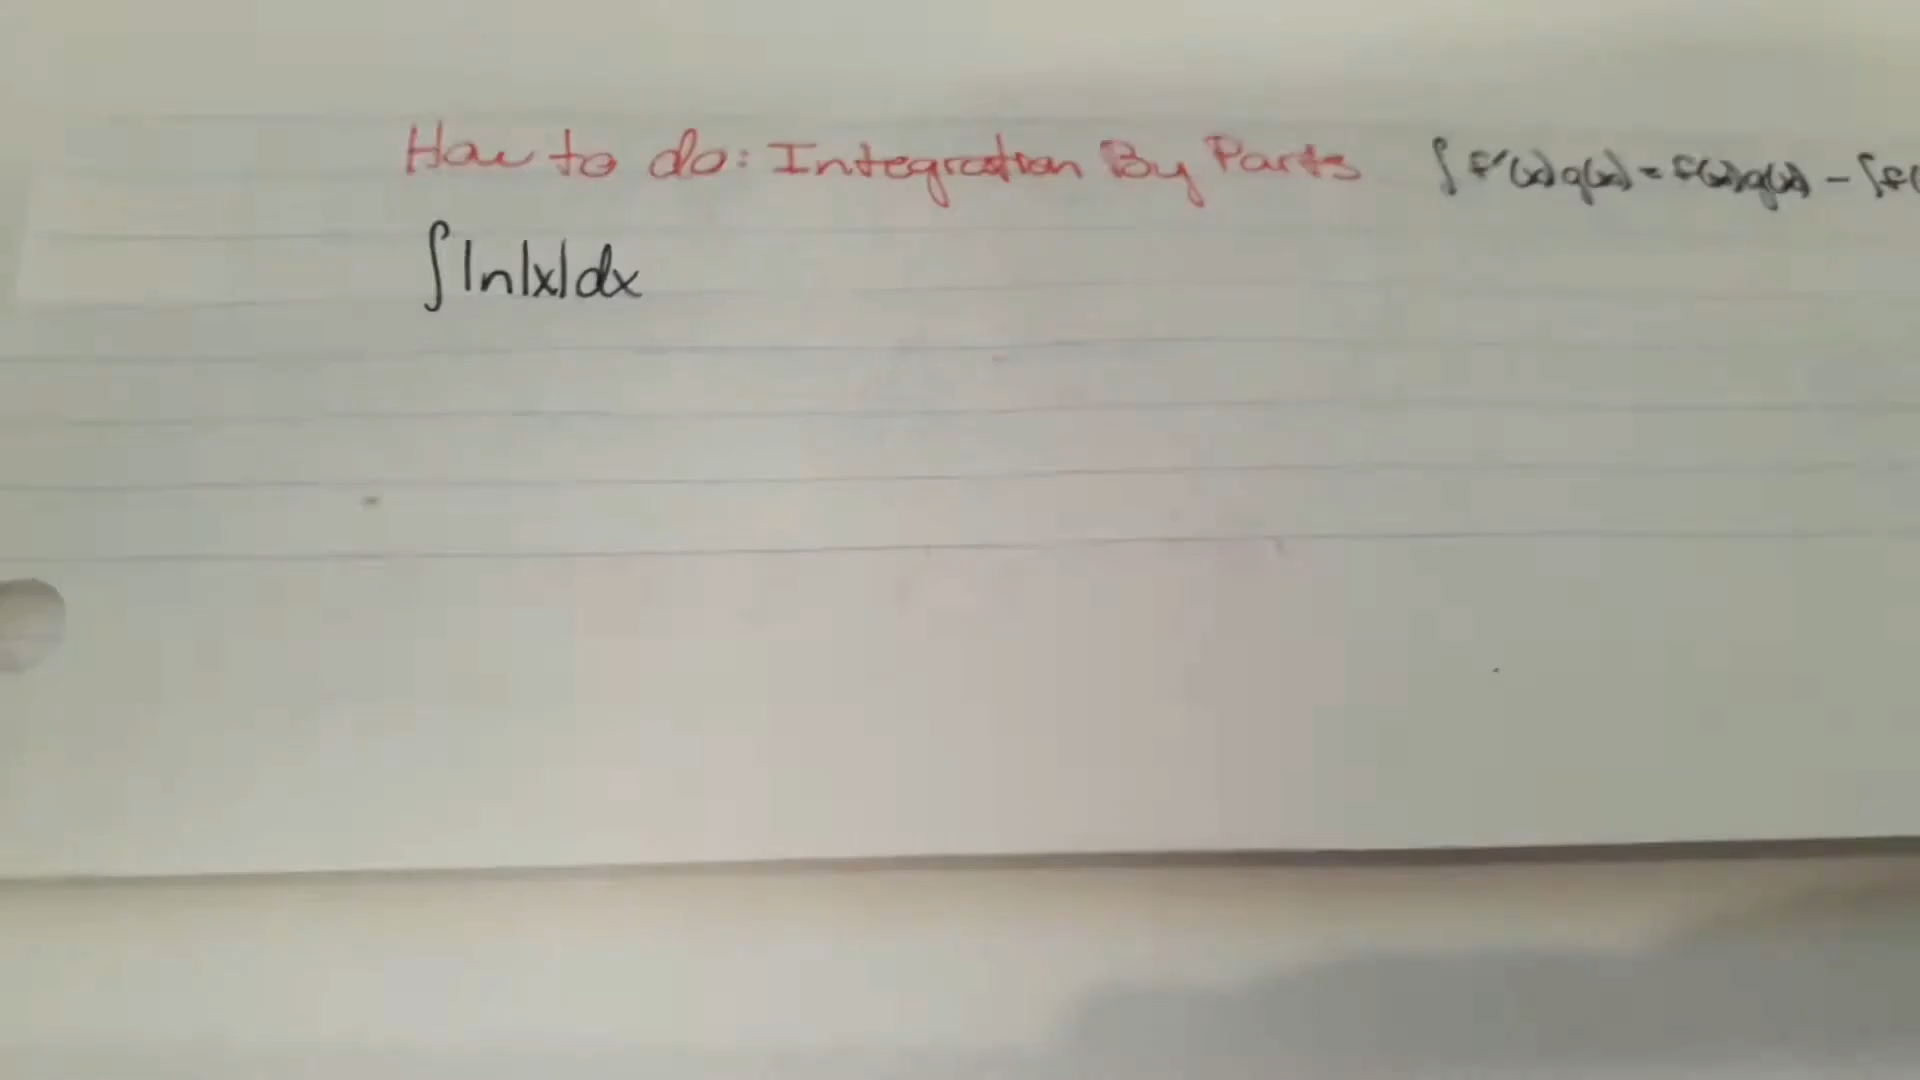 How to do: Integration By Parts ∫f'(x)g(x) = f(x)g(x) - ∫f(
∫ln|x|dx